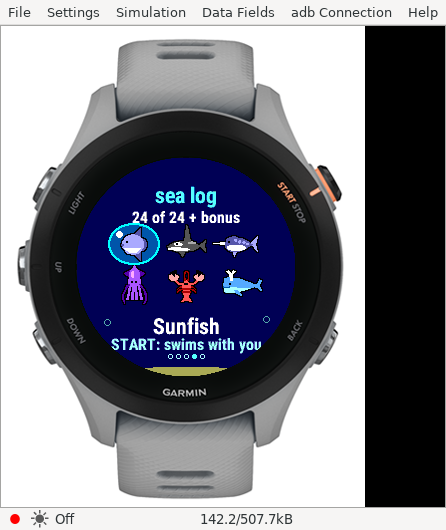 File Settings Simulation Data Fields adb Connection Help
LIGHT
START STOP
sea log
24 of 24 + bonus
UP
Sunfish
START: swims with you
DOWN
BACK
GARMIN
Off 142.2/507.7kB